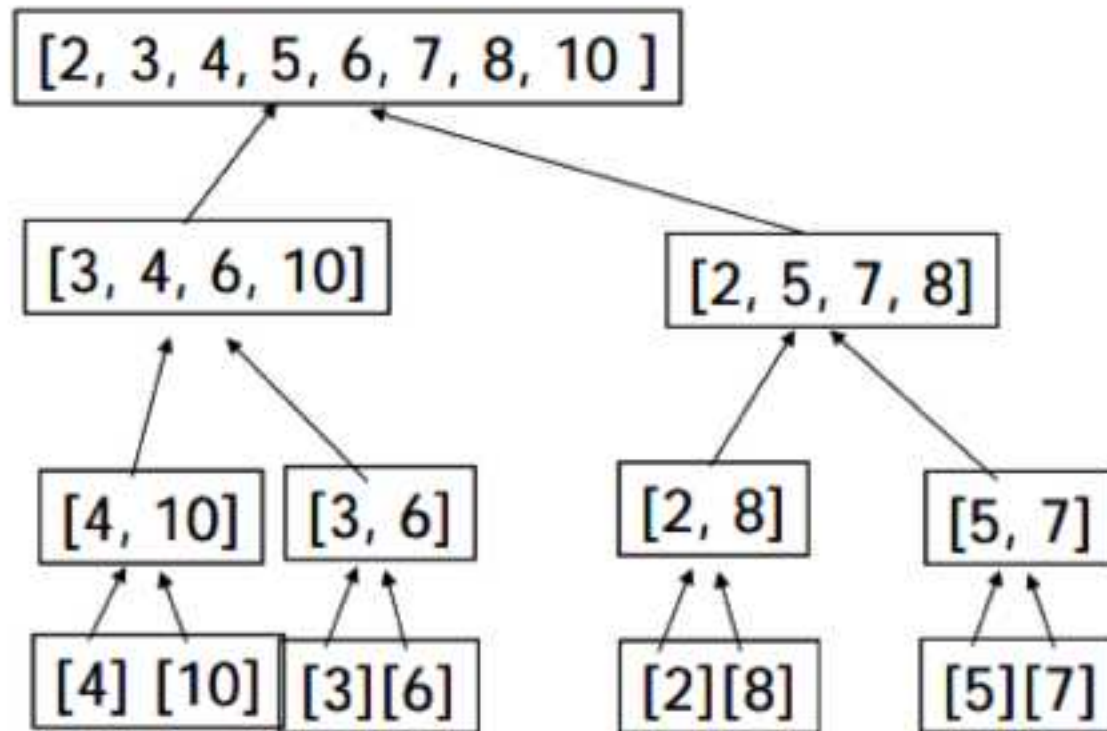 [2, 3, 4, 5, 6, 7, 8, 10 ]
[3, 4, 6, 10]
[2, 5, 7, 8]
[4, 10]
[3, 6]
[2, 8]
[5, 7]
[4] [10]
[3][6]
[2][8]
[5][7]